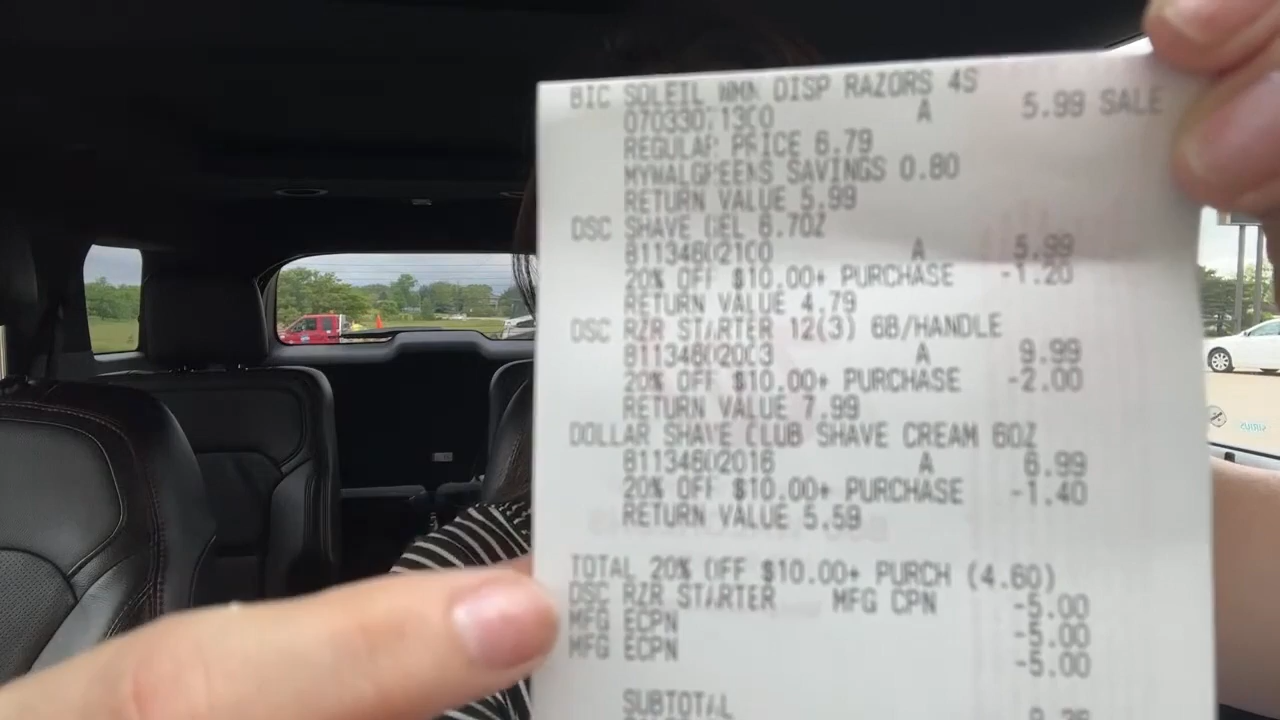 BIC SOLEIL WMN DISP RAZORS 4S
A 5.99 SALE
REGULAR PRICE 6.79
MYWALGREENS SAVINGS 0.80
RETURN VALUE 5.99
DSC SHAVE GEL 6.7OZ
A 5.99
20% OFF $10.00+ PURCHASE -1.20
RETURN VALUE 4.79
DSC RZR STARTER 12(3) 6B/HANDLE
A 9.99
20% OFF $10.00+ PURCHASE -2.00
RETURN VALUE 7.99
DOLLAR SHAVE CLUB SHAVE CREAM 6OZ
A 6.99
20% OFF $10.00+ PURCHASE -1.40
RETURN VALUE 5.59
TOTAL 20% OFF $10.00+ PURCH (4.60)
DSC RZR STARTER MFG CPN -5.00
MFG ECPN -5.00
MFG ECPN -5.00
SUBTOTAL